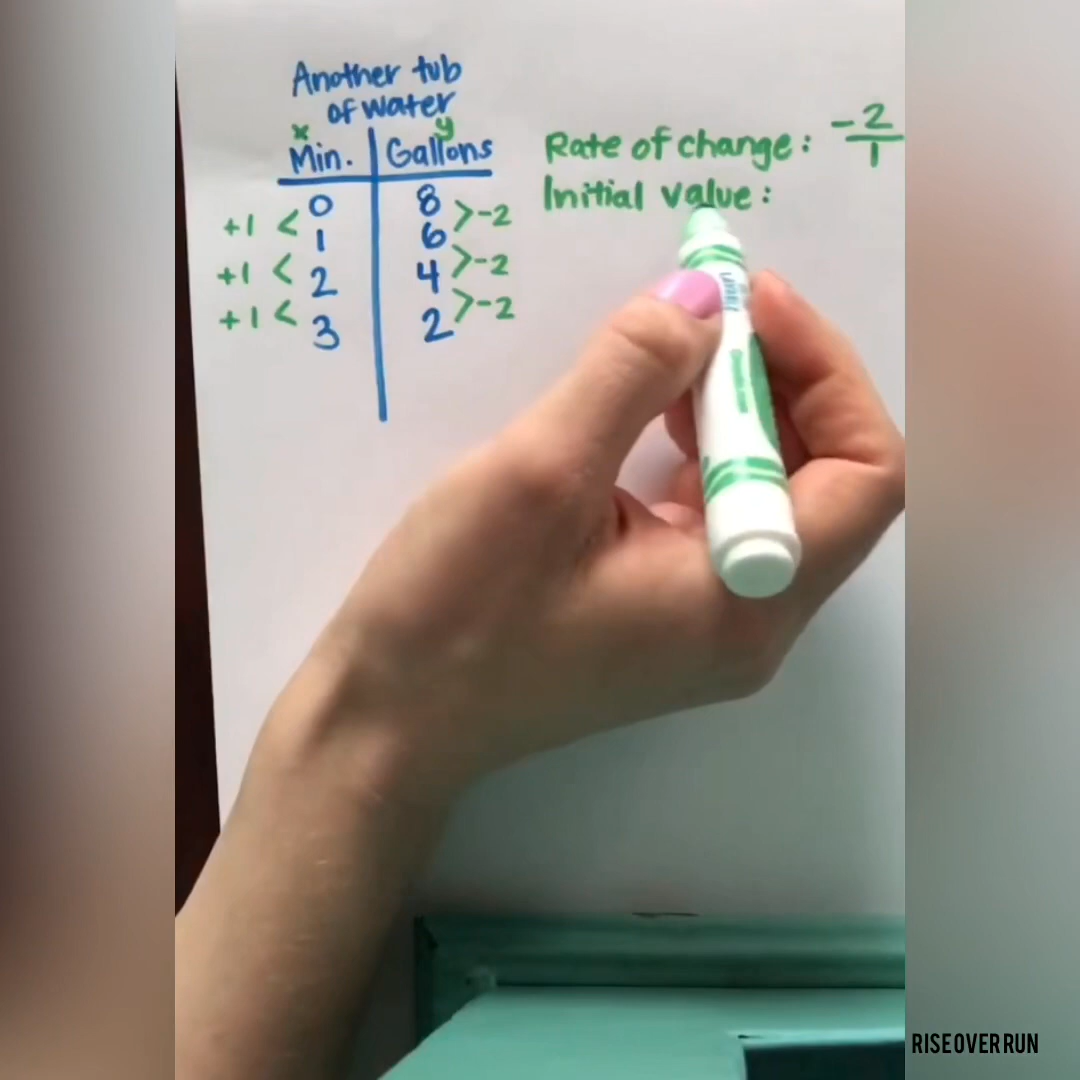 Another tub
of water
x y
Min. Gallons
0 8
+1 < >-2
1 6
+1 < >-2
2 4
+1 < >-2
3 2
Rate of change: -2/1
Initial value:
RISE OVER RUN